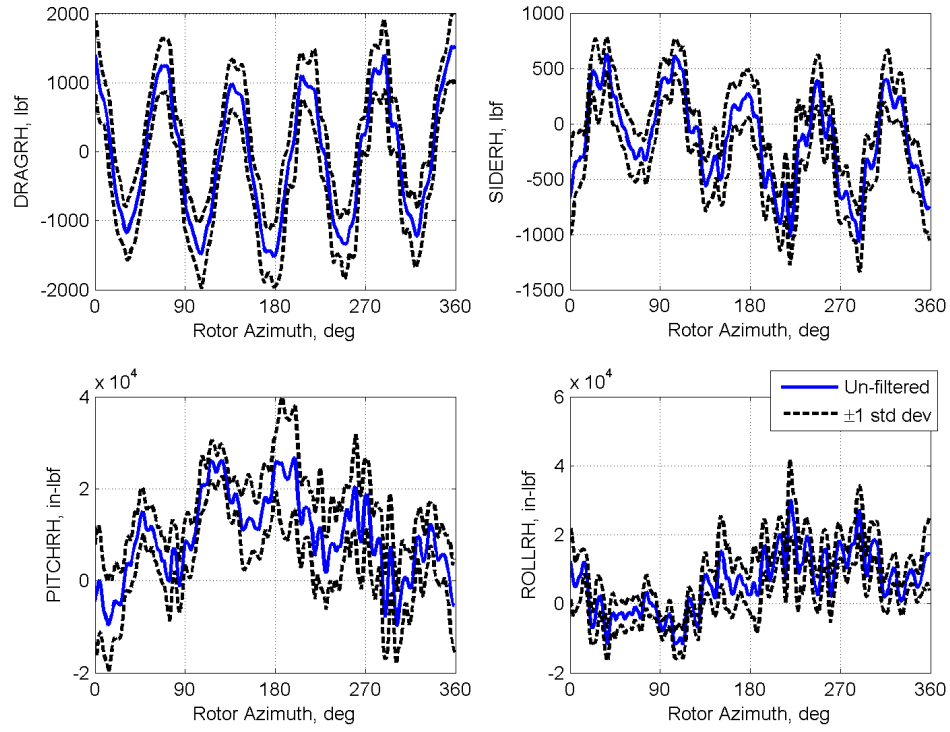 DRAGRH, lbf
2000
1000
0
-1000
-2000
0 90 180 270 360
Rotor Azimuth, deg
SIDERH, lbf
1000
500
0
-500
-1000
-1500
0 90 180 270 360
Rotor Azimuth, deg
PITCHRH, in-lbf
x 10^4
4
2
0
-2
0 90 180 270 360
Rotor Azimuth, deg
ROLLRH, in-lbf
x 10^4
6
4
2
0
-2
0 90 180 270 360
Rotor Azimuth, deg
Un-filtered
±1 std dev